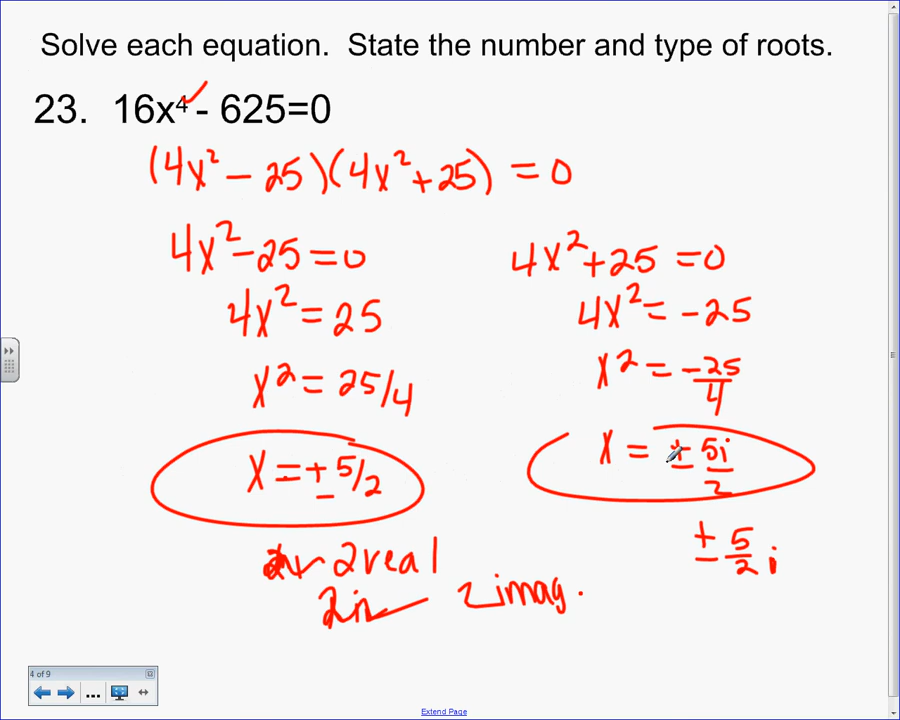 Solve each equation.  State the number and type of roots.
23.  16x⁴ - 625=0
(4x² - 25)(4x² + 25) = 0
4x² - 25 = 0
4x² = 25
x² = 25/4
x = ± 5/2
4x² + 25 = 0
4x² = -25
x² = -25/4
x = ± 5i/2
± 5/2 i
2 real
2 imag.
4 of 9
...
Extend Page